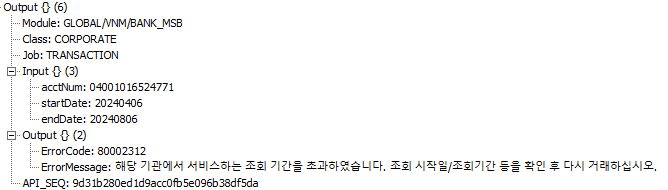 Output {} (6)
Module: GLOBAL/VNM/BANK_MSB
Class: CORPORATE
Job: TRANSACTION
Input {} (3)
acctNum: 04001016524771
startDate: 20240406
endDate: 20240806
Output {} (2)
ErrorCode: 80002312
ErrorMessage: 해당 기관에서 서비스하는 조회 기간을 초과하였습니다. 조회 시작일/조회기간 등을 확인 후 다시 거래하십시오.
API_SEQ: 9d31b280ed1d9acc0fb5e096b38df5da